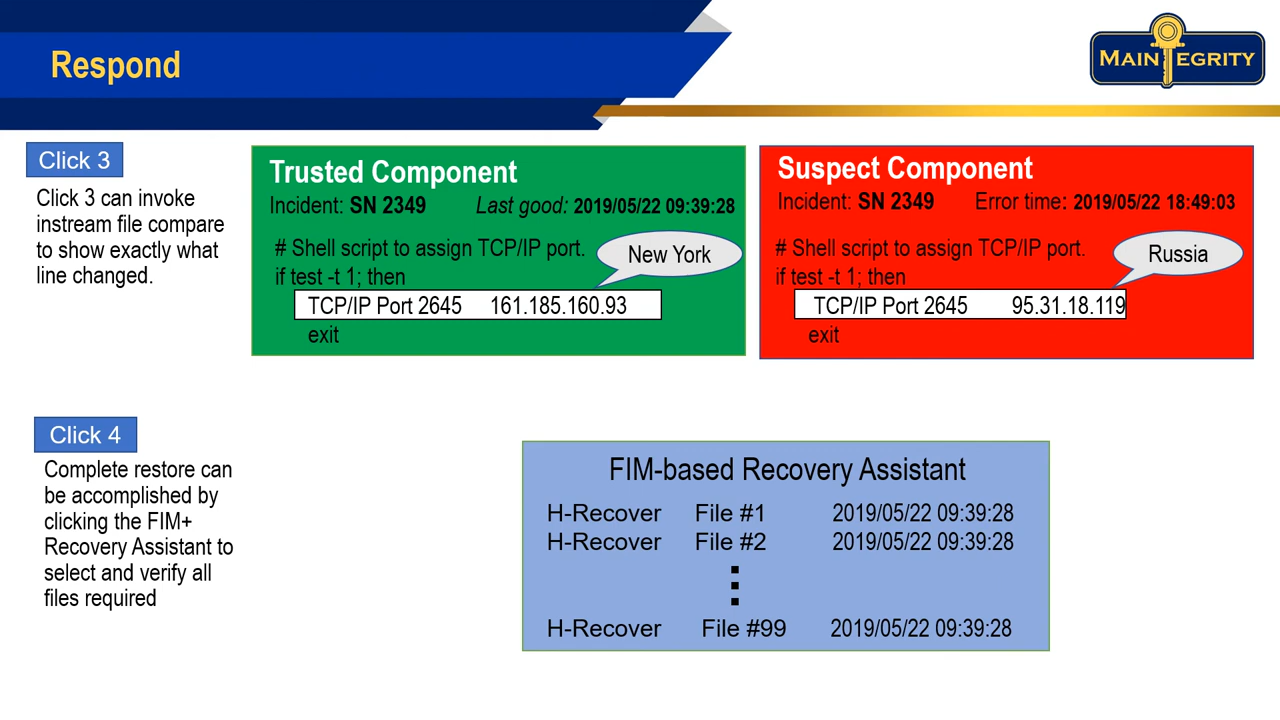 Respond
MAIN TEGRITY
Click 3
Click 3 can invoke
instream file compare
to show exactly what
line changed.
Trusted Component
Incident: SN 2349 Last good: 2019/05/22 09:39:28
# Shell script to assign TCP/IP port.
if test -t 1; then
New York
TCP/IP Port 2645 161.185.160.93
exit
Suspect Component
Incident: SN 2349 Error time: 2019/05/22 18:49:03
# Shell script to assign TCP/IP port.
if test -t 1; then
Russia
TCP/IP Port 2645 95.31.18.119
exit
Click 4
Complete restore can
be accomplished by
clicking the FIM+
Recovery Assistant to
select and verify all
files required
FIM-based Recovery Assistant
H-Recover File #1 2019/05/22 09:39:28
H-Recover File #2 2019/05/22 09:39:28
H-Recover File #99 2019/05/22 09:39:28